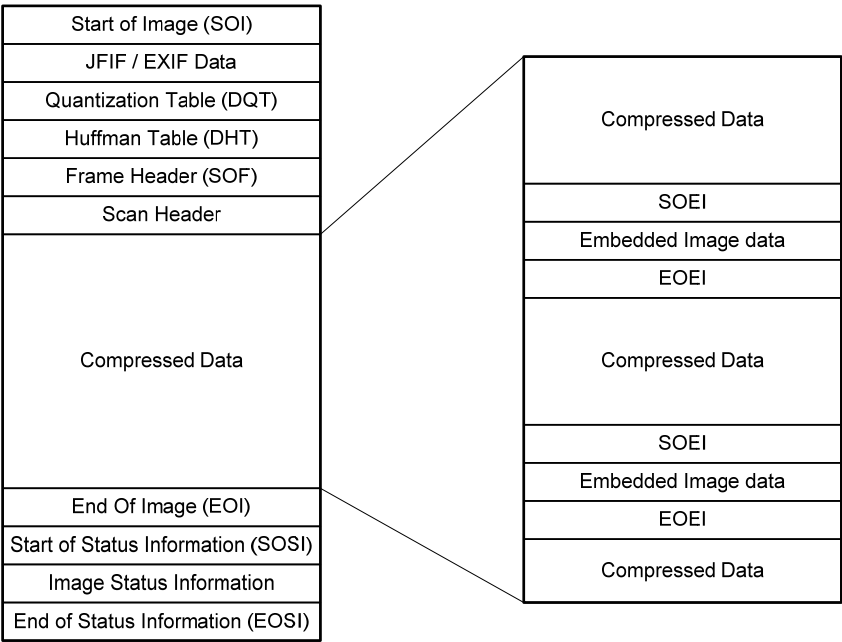 Start of Image (SOI)
JFIF / EXIF Data
Quantization Table (DQT)
Huffman Table (DHT)
Frame Header (SOF)
Scan Header
Compressed Data
End Of Image (EOI)
Start of Status Information (SOSI)
Image Status Information
End of Status Information (EOSI)
Compressed Data
SOEI
Embedded Image data
EOEI
Compressed Data
SOEI
Embedded Image data
EOEI
Compressed Data